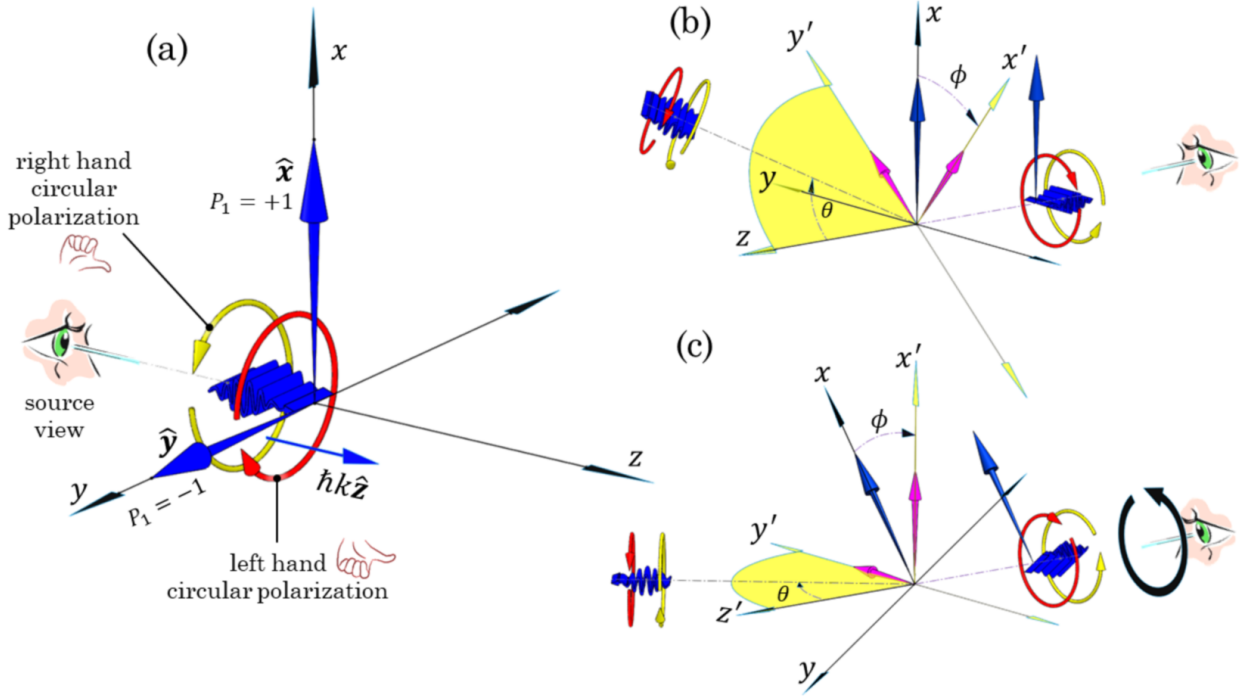 (a)
x
right hand
circular
polarization
x̂
P₁ = +1
source
view
ŷ
y
P₁ = −1
ħkẑ
z
left hand
circular polarization
(b)
x
y′
x′
ϕ
y
θ
z
(c)
x
x′
ϕ
y′
θ
z′
y